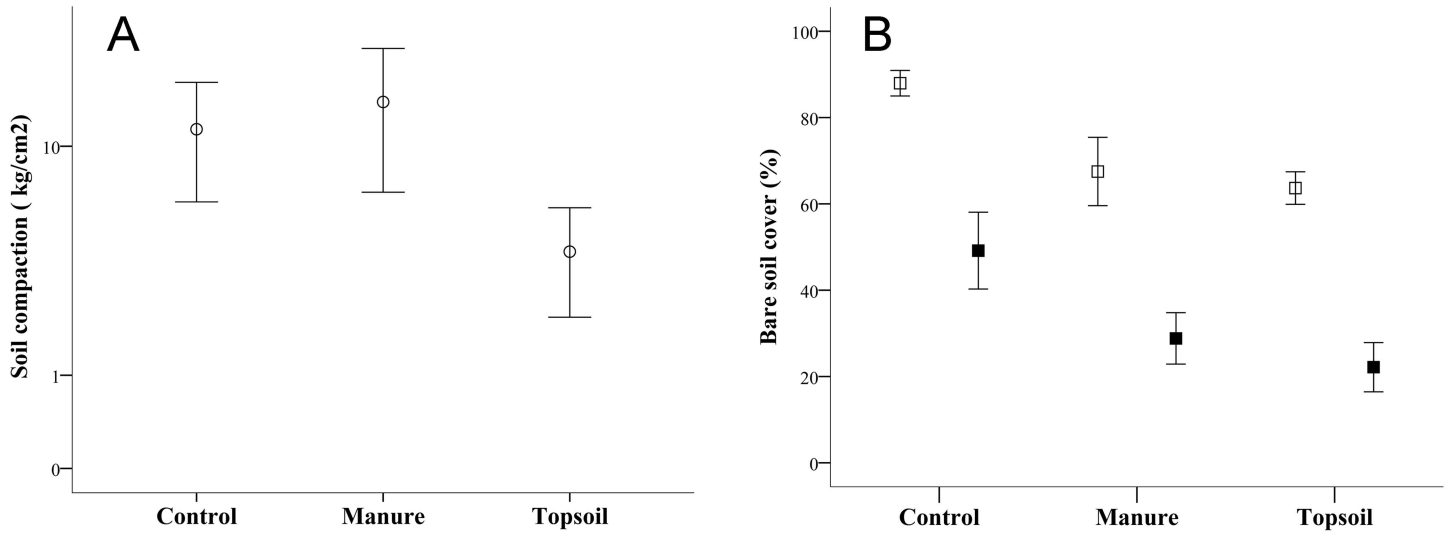 A
Soil compaction ( kg/cm2)
10
1
0
Control Manure Topsoil
B
Bare soil cover (%)
100
80
60
40
20
0
Control Manure Topsoil